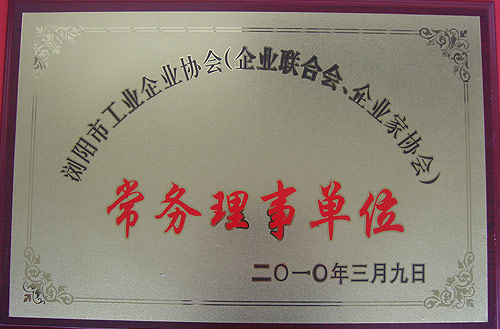 浏阳市工业企业协会(企业联合会、企业家协会)
常务理事单位
二〇一〇年三月九日